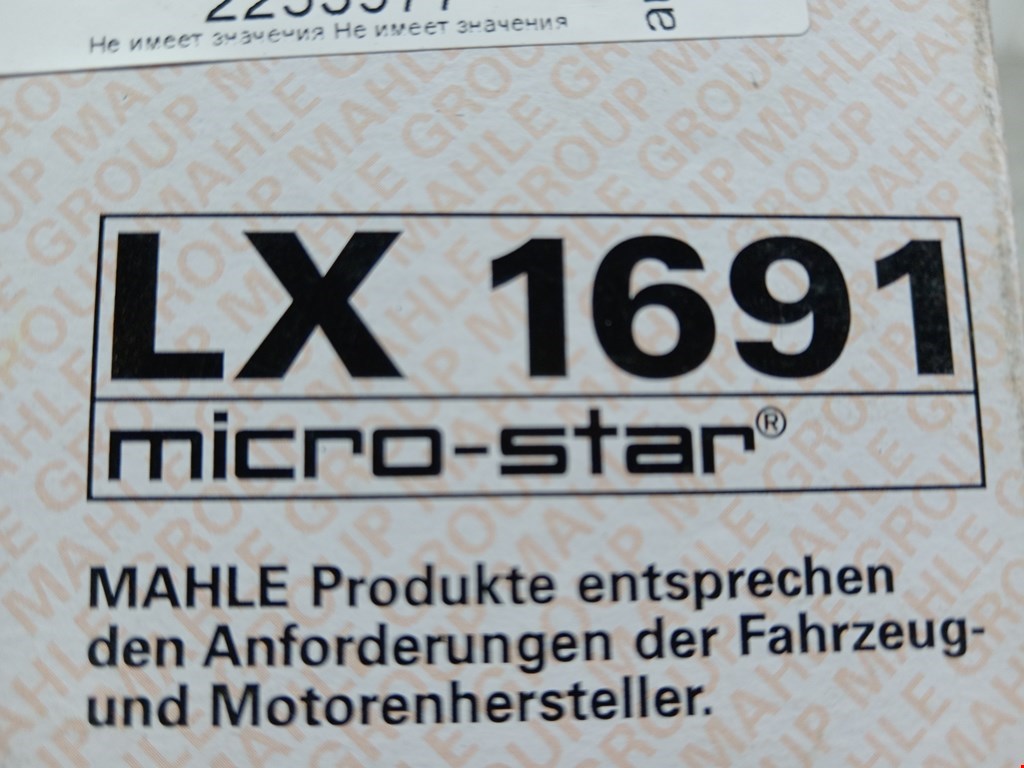 Не имеет значения Не имеет значения
LX 1691
micro-star®
MAHLE Produkte entsprechen
den Anforderungen der Fahrzeug-
und Motorenhersteller.